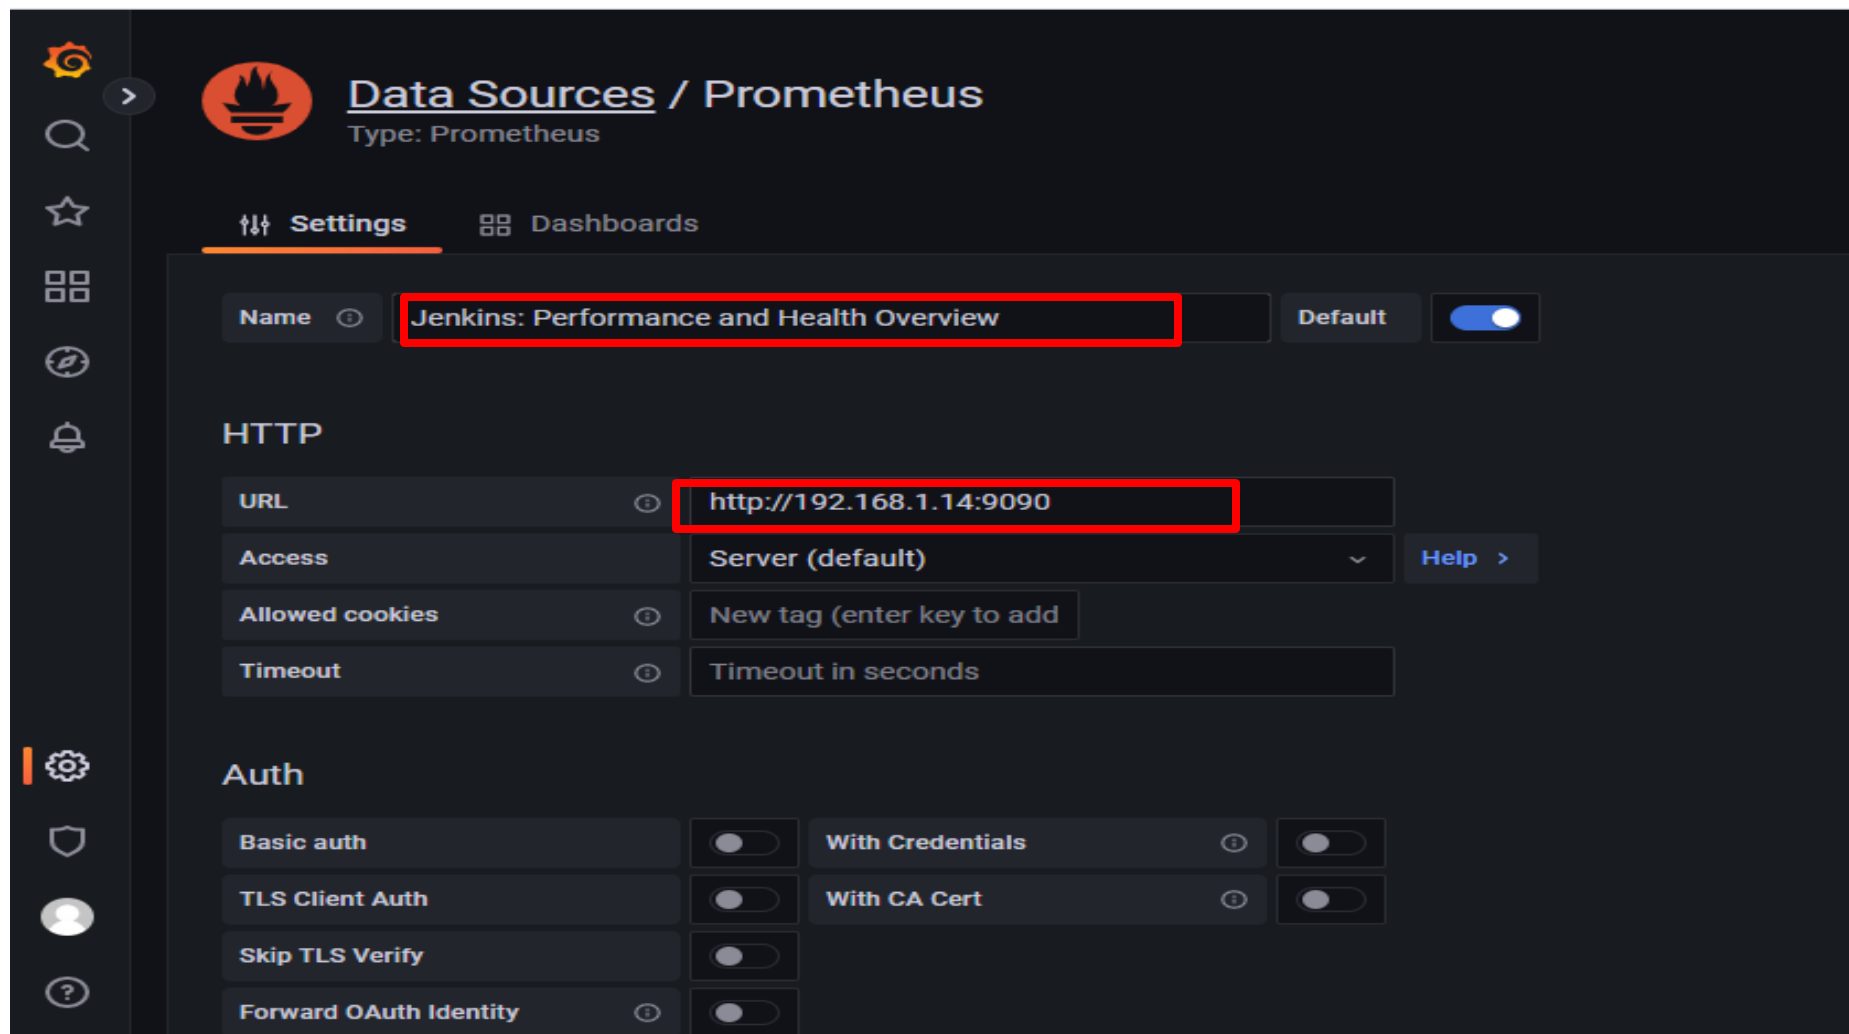 Data Sources / Prometheus
Type: Prometheus
Settings Dashboards
Name Jenkins: Performance and Health Overview Default
HTTP
URL http://192.168.1.14:9090
Access Server (default) Help >
Allowed cookies New tag (enter key to add
Timeout Timeout in seconds
Auth
Basic auth With Credentials
TLS Client Auth With CA Cert
Skip TLS Verify
Forward OAuth Identity